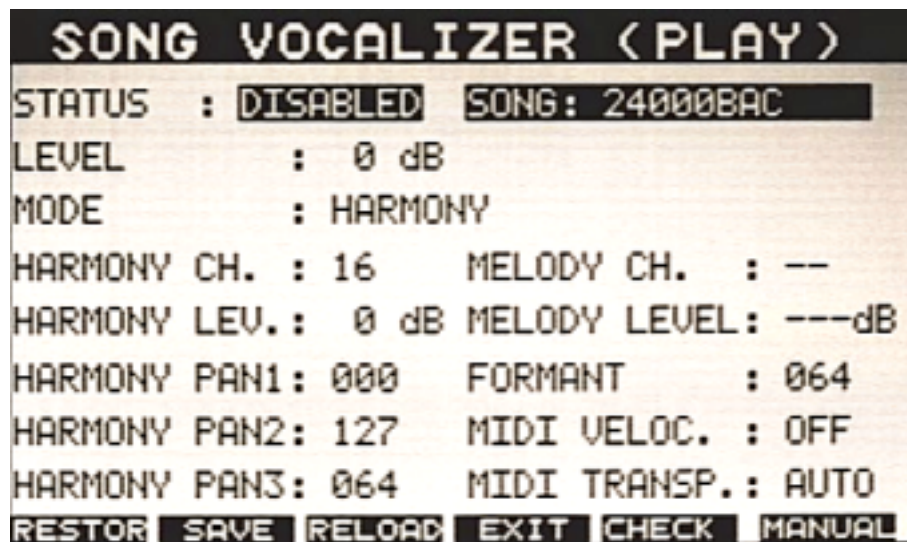 SONG VOCALIZER (PLAY)
STATUS : DISABLED SONG: 24000BAC
LEVEL : 0 dB
MODE : HARMONY
HARMONY CH. : 16 MELODY CH. : --
HARMONY LEV.: 0 dB MELODY LEVEL: ---dB
HARMONY PAN1: 000 FORMANT : 064
HARMONY PAN2: 127 MIDI VELOC. : OFF
HARMONY PAN3: 064 MIDI TRANSP.: AUTO
RESTOR SAVE RELOAD EXIT CHECK MANUAL